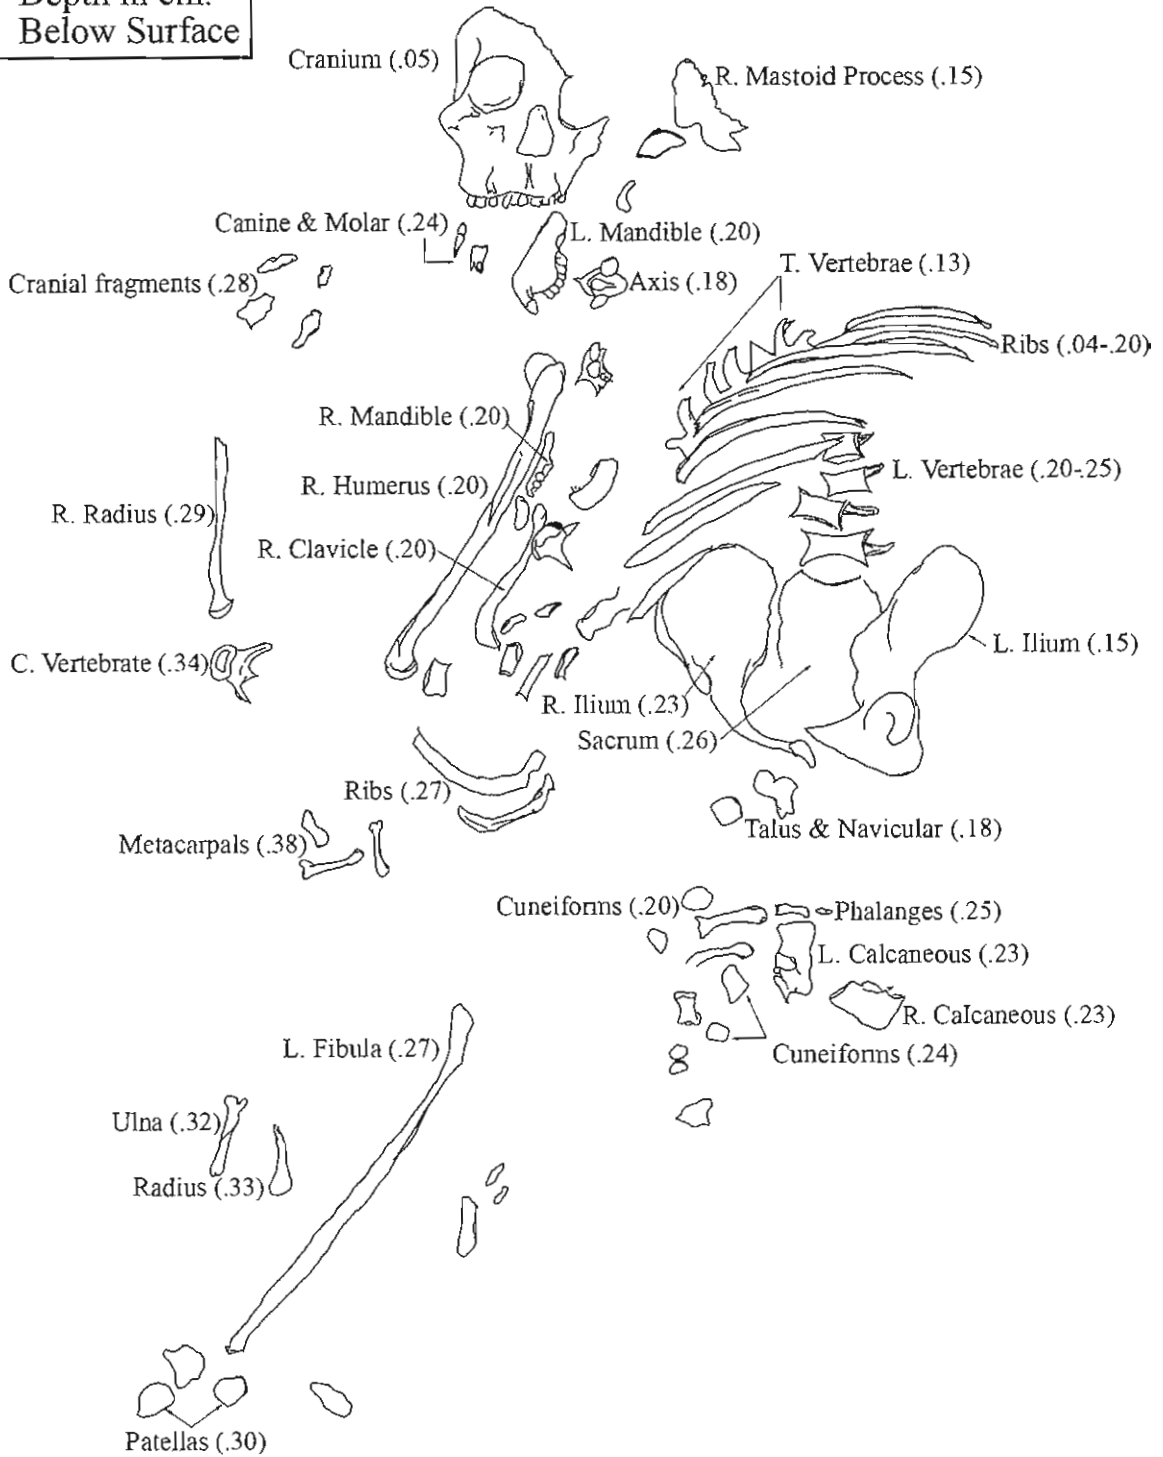 Depth in cm.
Below Surface
Cranium (.05)
R. Mastoid Process (.15)
Canine & Molar (.24)
L. Mandible (.20)
T. Vertebrae (.13)
Cranial fragments (.28)
Axis (.18)
Ribs (.04-.20)
R. Mandible (.20)
L. Vertebrae (.20-.25)
R. Humerus (.20)
R. Radius (.29)
R. Clavicle (.20)
C. Vertebrate (.34)
L. Ilium (.15)
R. Ilium (.23)
Sacrum (.26)
Ribs (.27)
Talus & Navicular (.18)
Metacarpals (.38)
Cuneiforms (.20)
Phalanges (.25)
L. Calcaneous (.23)
R. Calcaneous (.23)
L. Fibula (.27)
Cuneiforms (.24)
Ulna (.32)
Radius (.33)
Patellas (.30)